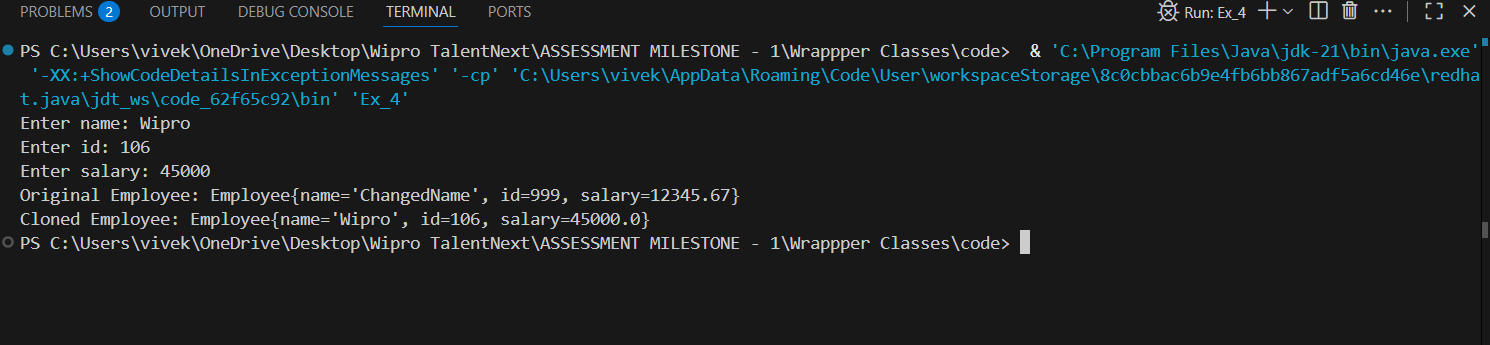 PROBLEMS 2 OUTPUT DEBUG CONSOLE TERMINAL PORTS Run: Ex_4
PS C:\Users\vivek\OneDrive\Desktop\Wipro TalentNext\ASSESSMENT MILESTONE - 1\Wrappper Classes\code>  & 'C:\Program Files\Java\jdk-21\bin\java.exe'
 '-XX:+ShowCodeDetailsInExceptionMessages' '-cp' 'C:\Users\vivek\AppData\Roaming\Code\User\workspaceStorage\8c0cbbac6b9e4fb6bb867adf5a6cd46e\redha
t.java\jdt_ws\code_62f65c92\bin' 'Ex_4'
Enter name: Wipro
Enter id: 106
Enter salary: 45000
Original Employee: Employee{name='ChangedName', id=999, salary=12345.67}
Cloned Employee: Employee{name='Wipro', id=106, salary=45000.0}
PS C:\Users\vivek\OneDrive\Desktop\Wipro TalentNext\ASSESSMENT MILESTONE - 1\Wrappper Classes\code>